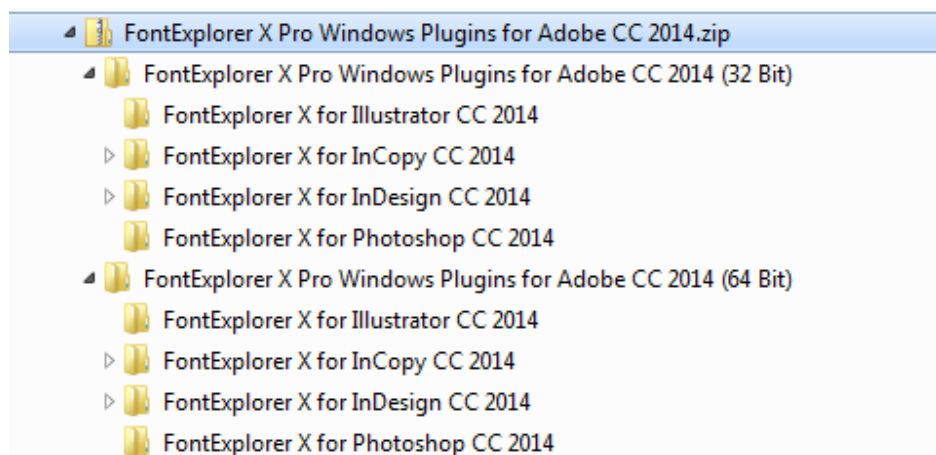 FontExplorer X Pro Windows Plugins for Adobe CC 2014.zip
FontExplorer X Pro Windows Plugins for Adobe CC 2014 (32 Bit)
FontExplorer X for Illustrator CC 2014
FontExplorer X for InCopy CC 2014
FontExplorer X for InDesign CC 2014
FontExplorer X for Photoshop CC 2014
FontExplorer X Pro Windows Plugins for Adobe CC 2014 (64 Bit)
FontExplorer X for Illustrator CC 2014
FontExplorer X for InCopy CC 2014
FontExplorer X for InDesign CC 2014
FontExplorer X for Photoshop CC 2014